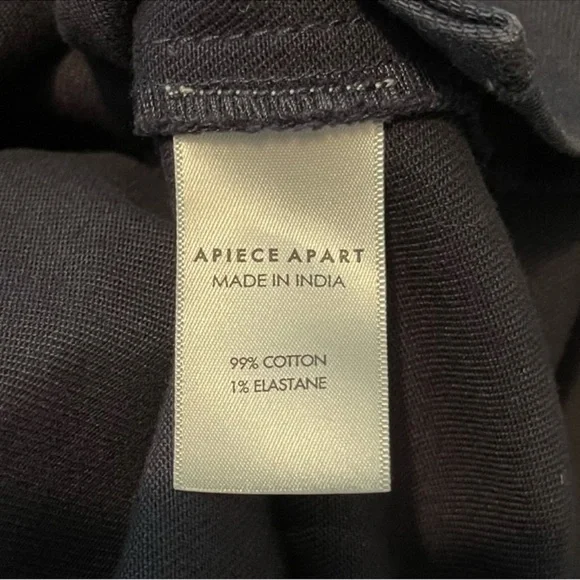 APIECE APART
MADE IN INDIA
99% COTTON
1% ELASTANE